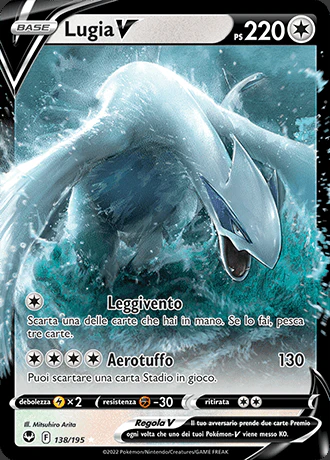 BASE Lugia V PS 220
Leggivento
Scarta una delle carte che hai in mano. Se lo fai, pesca
tre carte.
Aerotuffo 130
Puoi scartare una carta Stadio in gioco.
debolezza ×2 resistenza -30 ritirata
Ill. Mitsuhiro Arita
Regola V Il tuo avversario prende due carte Premio
ogni volta che uno dei tuoi Pokémon-V viene messo KO.
F 138/195
©2022 Pokémon/Nintendo/Creatures/GAME FREAK